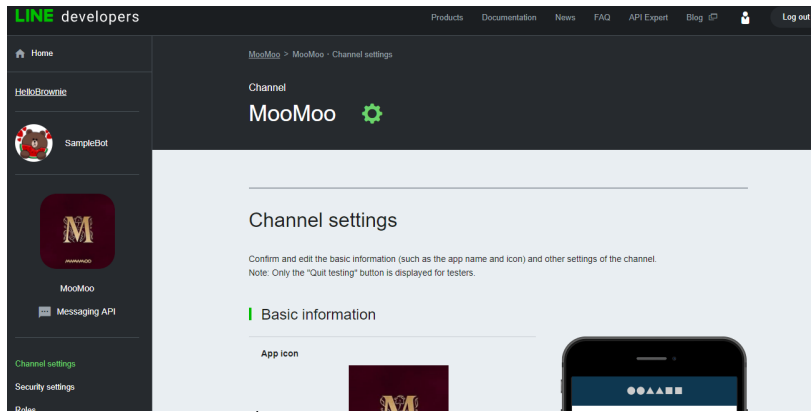 LINE developers
Products Documentation News FAQ API Expert Blog Log out
Home
HelloBrownie
SampleBot
M
MAMAMOO
MooMoo
Messaging API
Channel settings
Security settings
Roles
MooMoo > MooMoo - Channel settings
Channel
MooMoo
Channel settings
Confirm and edit the basic information (such as the app name and icon) and other settings of the channel.
Note: Only the "Quit testing" button is displayed for testers.
Basic information
App icon
M